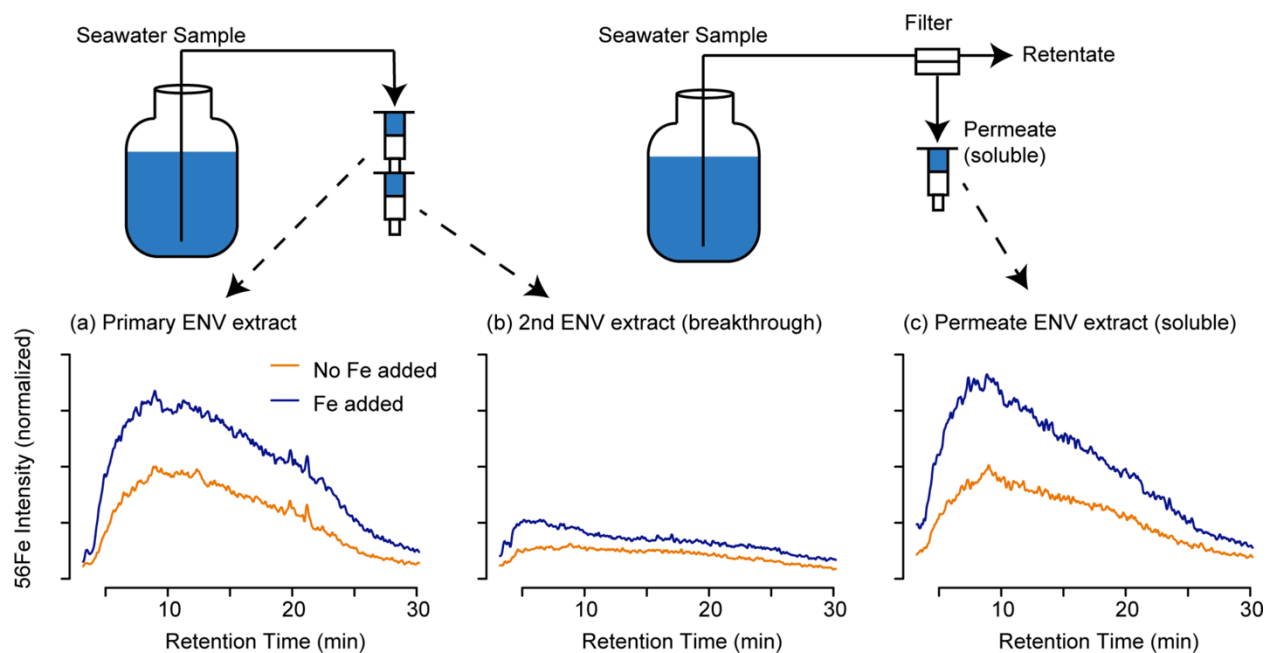 Seawater Sample
Seawater Sample
Filter
Retentate
Permeate
(soluble)
(a) Primary ENV extract
(b) 2nd ENV extract (breakthrough)
(c) Permeate ENV extract (soluble)
No Fe added
Fe added
56Fe Intensity (normalized)
10 20 30
10 20 30
10 20 30
Retention Time (min)
Retention Time (min)
Retention Time (min)